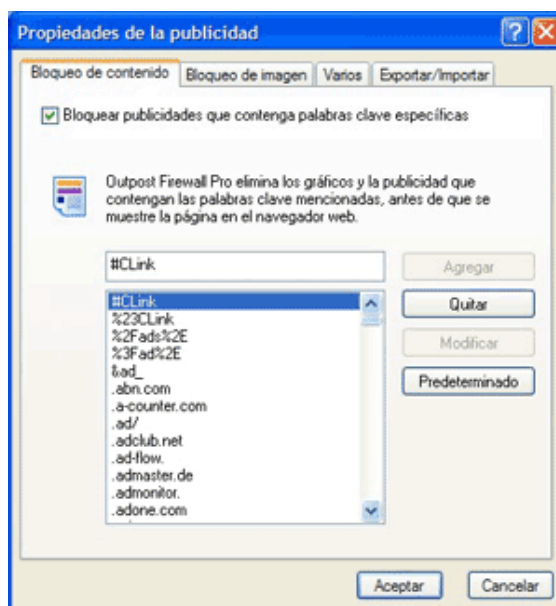 Propiedades de la publicidad
Bloqueo de contenido Bloqueo de imagen Varios Exportar/Importar
Bloquear publicidades que contenga palabras clave específicas
Outpost Firewall Pro elimina los gráficos y la publicidad que
contengan las palabras clave mencionadas, antes de que se
muestre la página en el navegador web.
#CLink
Agregar
#CLink
Quitar
%23CLink
%2Fads%2E
Modificar
%3Fad%2E
&ad_
Predeterminado
.abn.com
.a-counter.com
.ad/
.adclub.net
.ad-flow.
.admaster.de
.admonitor.
.adone.com
Aceptar Cancelar